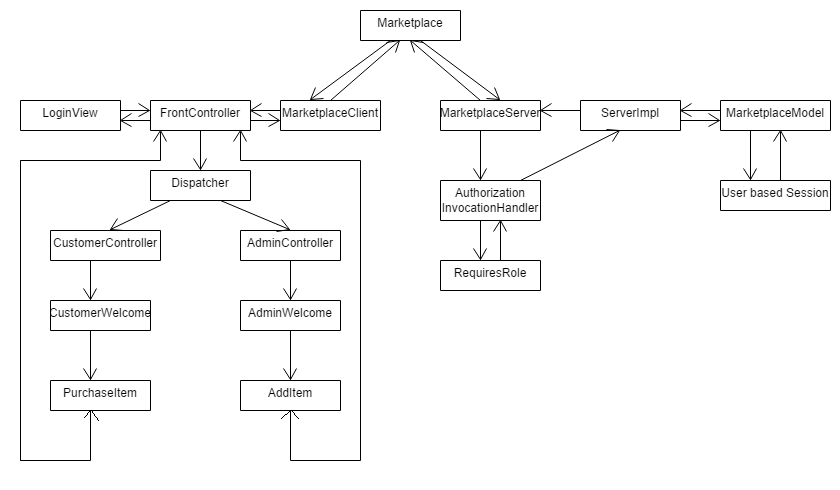 Marketplace
LoginView
FrontController
MarketplaceClient
MarketplaceServer
ServerImpl
MarketplaceModel
Dispatcher
Authorization
InvocationHandler
User based Session
CustomerController
AdminController
RequiresRole
CustomerWelcome
AdminWelcome
PurchaseItem
AddItem